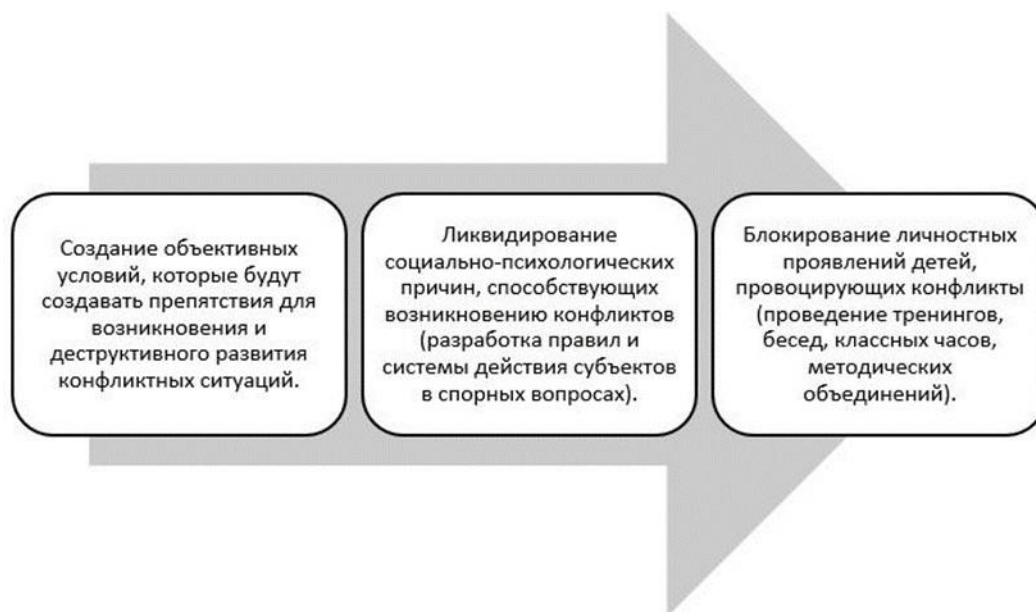 Создание объективных
условий, которые будут
создавать препятствия для
возникновения и
деструктивного развития
конфликтных ситуаций.
Ликвидирование
социально-психологических
причин, способствующих
возникновению конфликтов
(разработка правил и
системы действия субъектов
в спорных вопросах).
Блокирование личностных
проявлений детей,
провоцирующих конфликты
(проведение тренингов,
бесед, классных часов,
методических
объединений).